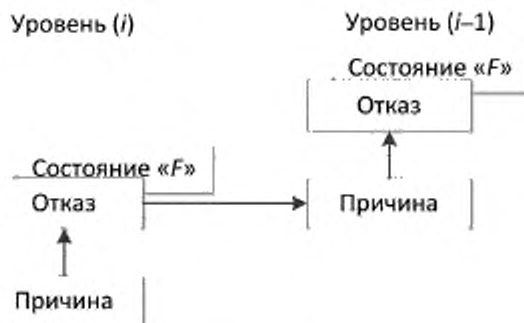 Уровень (i)
Уровень (i–1)
Состояние «F»
Отказ
Состояние «F»
Отказ
Причина
Причина